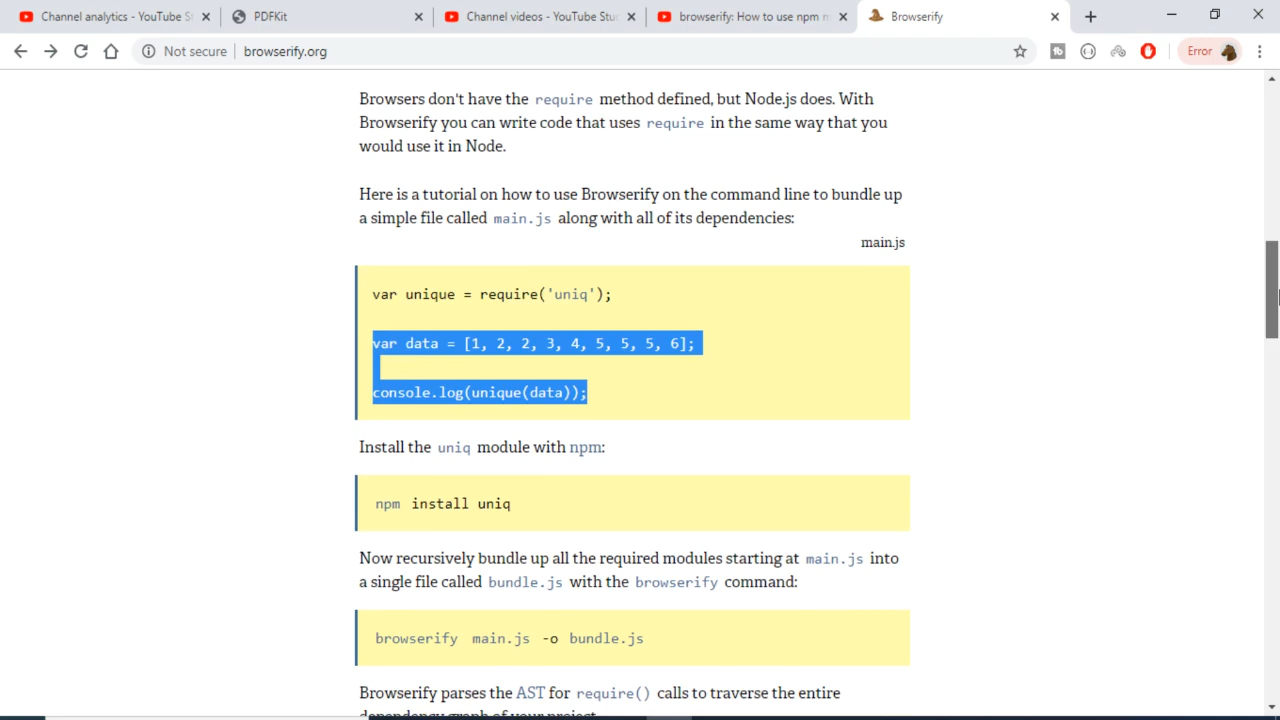 Channel analytics - YouTube St
PDFKit
Channel videos - YouTube Stu
browserify: How to use npm m
Browserify
Not secure
browserify.org
Error
Browsers don't have the require method defined, but Node.js does. With
Browserify you can write code that uses require in the same way that you
would use it in Node.
Here is a tutorial on how to use Browserify on the command line to bundle up
a simple file called main.js along with all of its dependencies:
main.js
var unique = require('uniq');
var data = [1, 2, 2, 3, 4, 5, 5, 5, 6];
console.log(unique(data));
Install the uniq module with npm:
npm install uniq
Now recursively bundle up all the required modules starting at main.js into
a single file called bundle.js with the browserify command:
browserify main.js -o bundle.js
Browserify parses the AST for require() calls to traverse the entire
dependency graph of your project.